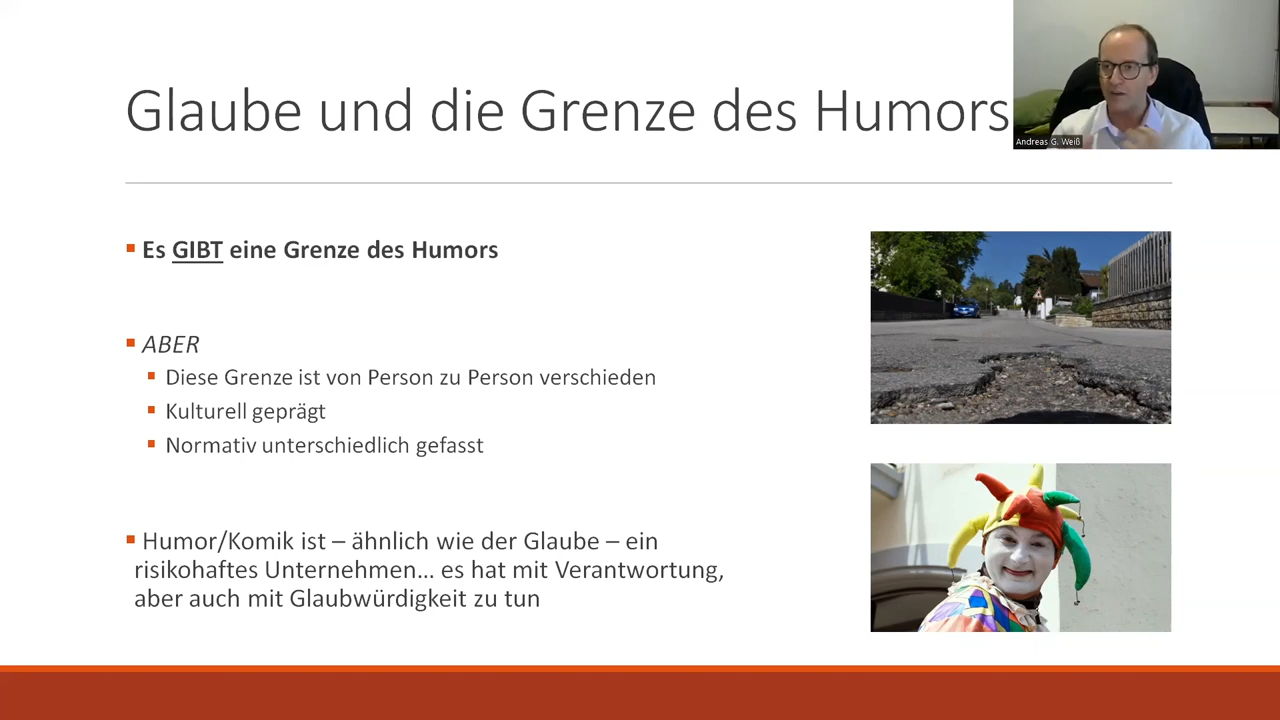 Glaube und die Grenze des Humors
Andreas G. Weiß
Es GIBT eine Grenze des Humors
ABER
Diese Grenze ist von Person zu Person verschieden
Kulturell geprägt
Normativ unterschiedlich gefasst
Humor/Komik ist – ähnlich wie der Glaube – ein
risikohaftes Unternehmen… es hat mit Verantwortung,
aber auch mit Glaubwürdigkeit zu tun